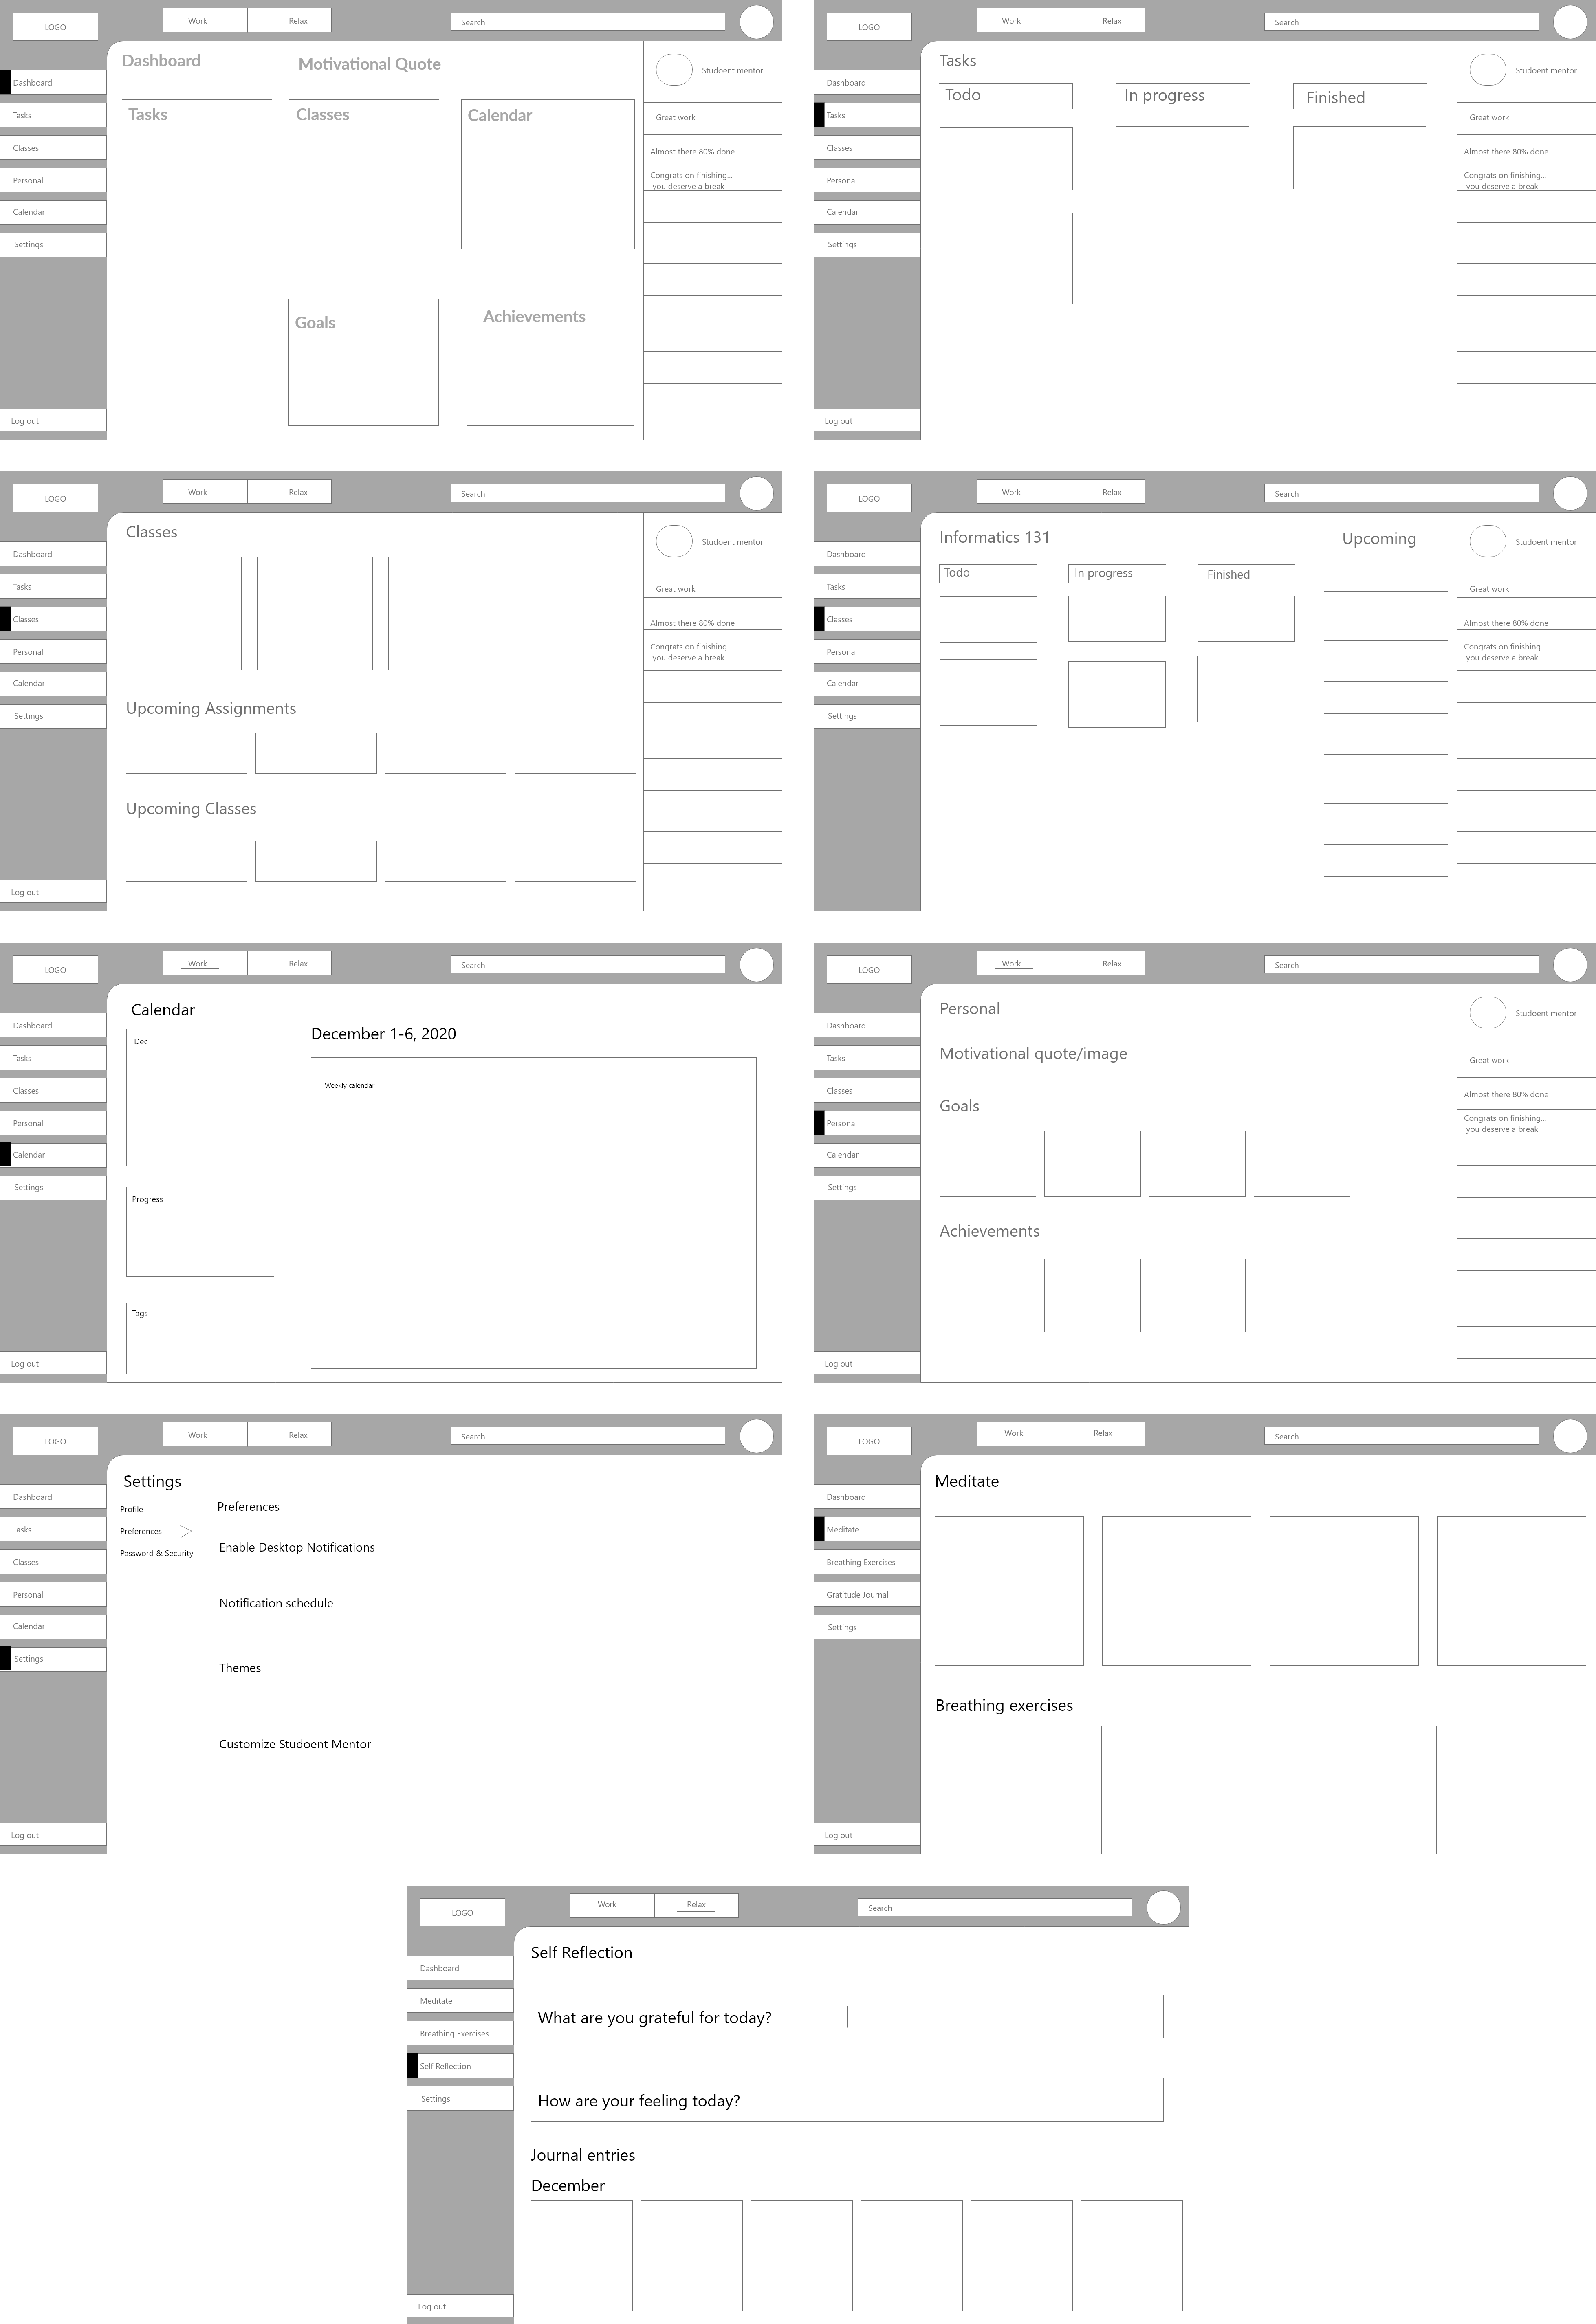 LOGO
Work
Relax
Search
Dashboard
Tasks
Classes
Personal
Calendar
Settings
Log out
Dashboard
Motivational Quote
Tasks
Classes
Calendar
Goals
Achievements
Studoent mentor
Great work
Almost there 80% done
Congrats on finishing...
you deserve a break
LOGO
Work
Relax
Search
Dashboard
Tasks
Classes
Personal
Calendar
Settings
Log out
Tasks
Todo
In progress
Finished
Studoent mentor
Great work
Almost there 80% done
Congrats on finishing...
you deserve a break
LOGO
Work
Relax
Search
Dashboard
Tasks
Classes
Personal
Calendar
Settings
Log out
Classes
Upcoming Assignments
Upcoming Classes
Studoent mentor
Great work
Almost there 80% done
Congrats on finishing...
you deserve a break
LOGO
Work
Relax
Search
Dashboard
Tasks
Classes
Personal
Calendar
Settings
Informatics 131
Todo
In progress
Finished
Upcoming
Studoent mentor
Great work
Almost there 80% done
Congrats on finishing...
you deserve a break
LOGO
Work
Relax
Search
Dashboard
Tasks
Classes
Personal
Calendar
Settings
Log out
Calendar
Dec
Progress
Tags
December 1-6, 2020
Weekly calendar
LOGO
Work
Relax
Search
Dashboard
Tasks
Classes
Personal
Calendar
Settings
Log out
Personal
Motivational quote/image
Goals
Achievements
Studoent mentor
Great work
Almost there 80% done
Congrats on finishing...
you deserve a break
LOGO
Work
Relax
Search
Dashboard
Tasks
Classes
Personal
Calendar
Settings
Log out
Settings
Profile
Preferences
Password & Security
Preferences
Enable Desktop Notifications
Notification schedule
Themes
Customize Studoent Mentor
LOGO
Work
Relax
Search
Dashboard
Meditate
Breathing Exercises
Gratitude Journal
Settings
Log out
Meditate
Breathing exercises
LOGO
Work
Relax
Search
Dashboard
Meditate
Breathing Exercises
Self Reflection
Settings
Log out
Self Reflection
What are you grateful for today?
How are your feeling today?
Journal entries
December